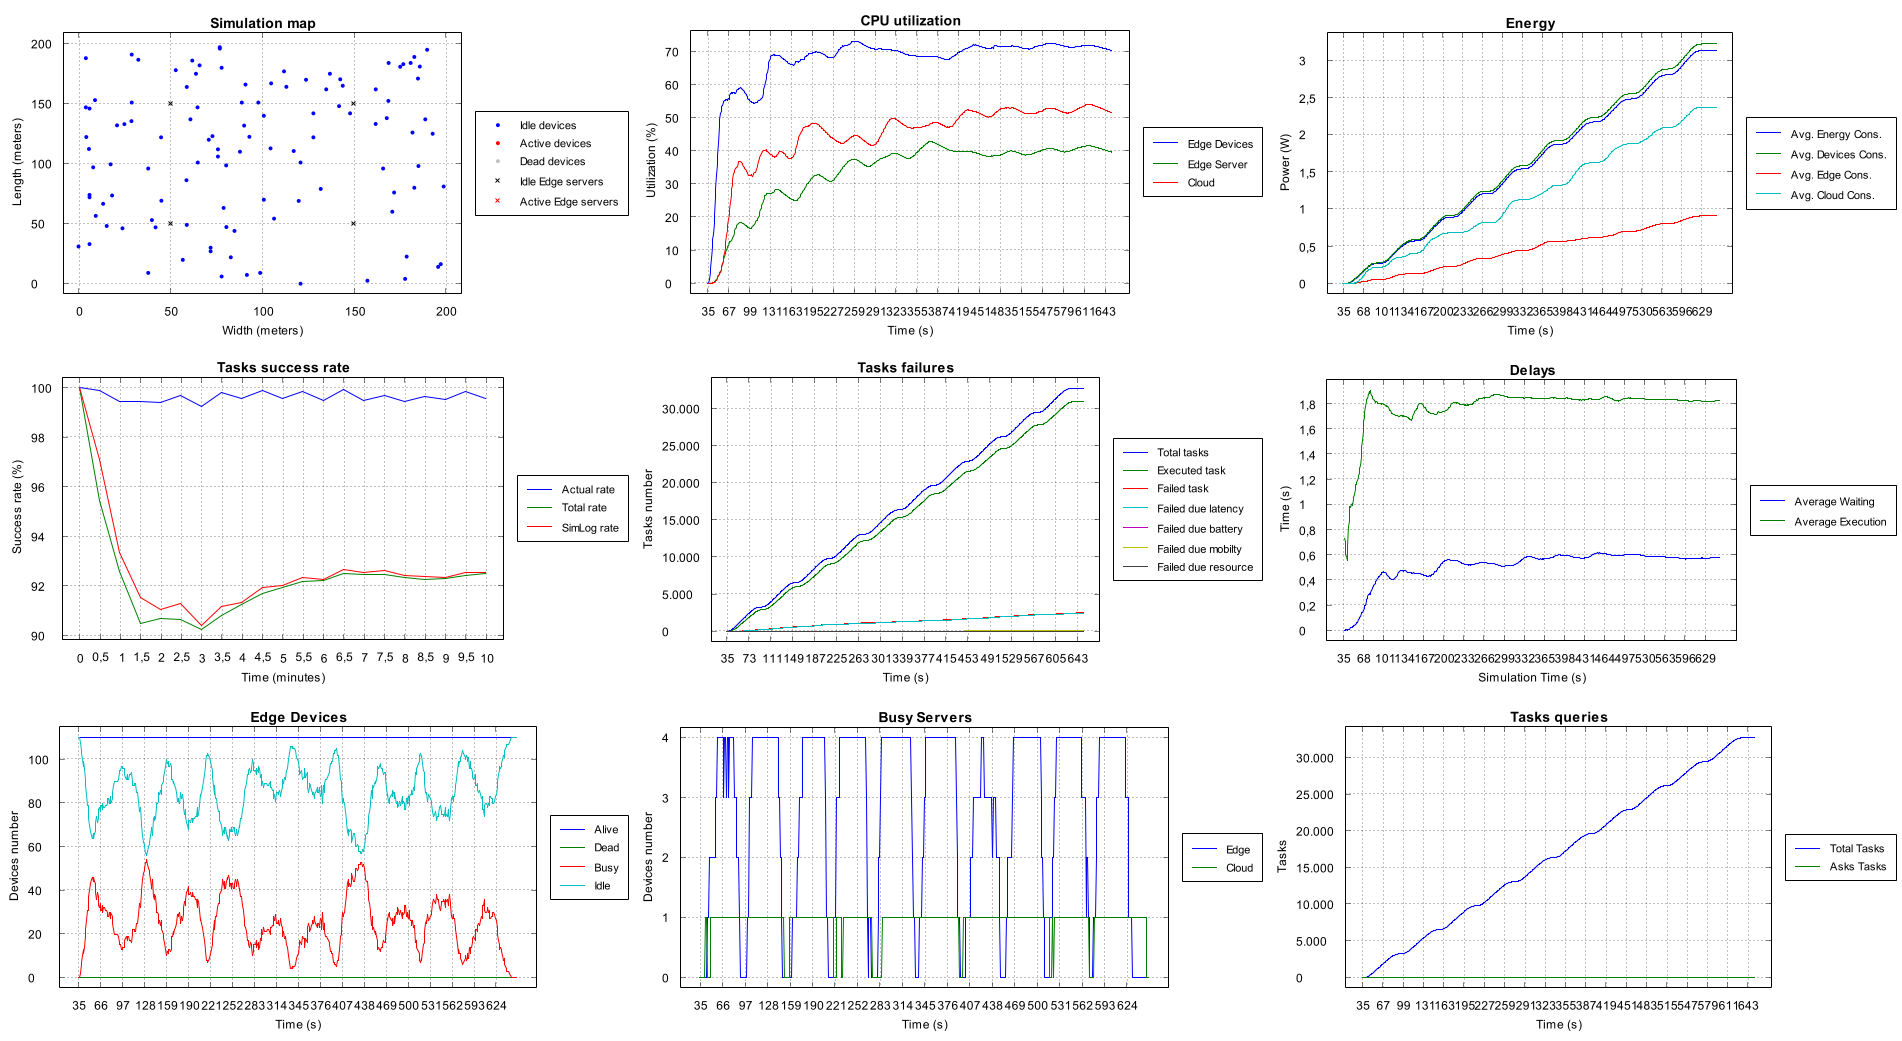 Simulation map
200
150
100
50
0
0 50 100 150 200
Length (meters)
Width (meters)
Idle devices
Active devices
Dead devices
Idle Edge servers
Active Edge servers
CPU utilization
70
60
50
40
30
20
10
0
Utilization (%)
Time (s)
Edge Devices
Edge Server
Cloud
Energy
3
2,5
2
1,5
1
0,5
0
Power (W)
Time (s)
Avg. Energy Cons.
Avg. Devices Cons.
Avg. Edge Cons.
Avg. Cloud Cons.
Tasks success rate
100
98
96
94
92
90
0 0,5 1 1,5 2 2,5 3 3,5 4 4,5 5 5,5 6 6,5 7 7,5 8 8,5 9 9,5 10
Success rate (%)
Time (minutes)
Actual rate
Total rate
SimLog rate
Tasks failures
30.000
25.000
20.000
15.000
10.000
5.000
0
Tasks number
Time (s)
Total tasks
Executed task
Failed task
Failed due latency
Failed due battery
Failed due mobilty
Failed due resource
Delays
1,8
1,6
1,4
1,2
1
0,8
0,6
0,4
0,2
0
Time (s)
Simulation Time (s)
Average Waiting
Average Execution
Edge Devices
100
80
60
40
20
0
Devices number
Time (s)
Alive
Dead
Busy
Idle
Busy Servers
4
3
2
1
0
Devices number
Time (s)
Edge
Cloud
Tasks queries
30.000
25.000
20.000
15.000
10.000
5.000
0
Tasks
Time (s)
Total Tasks
Asks Tasks